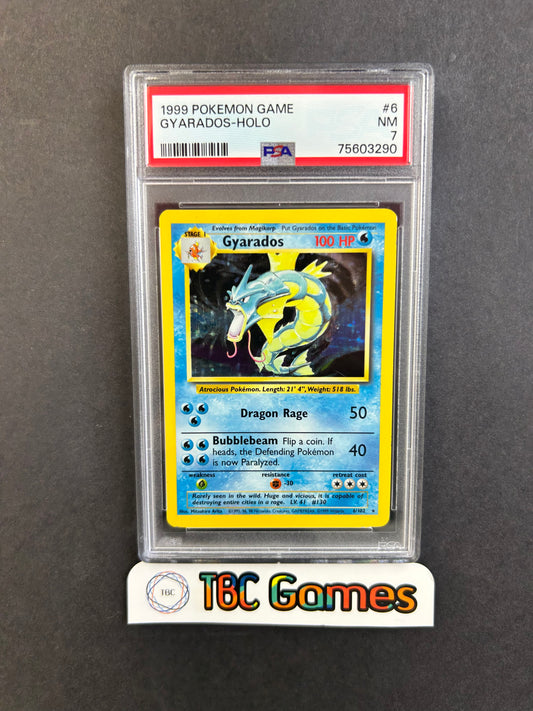 1999 POKEMON GAME #6
GYARADOS-HOLO NM
7
PSA 75603290
Evolves from Magikarp Put Gyarados on the Basic Pokémon
STAGE 1
Gyarados 100 HP
Atrocious Pokémon. Length: 21' 4", Weight: 518 lbs.
Dragon Rage 50
Bubblebeam Flip a coin. If
heads, the Defending Pokémon
is now Paralyzed.
40
weakness resistance retreat cost
-30
Rarely seen in the wild. Huge and vicious, it is capable of
destroying entire cities in a rage. LV. 41 #130
Illus. Mitsuhiro Arita 6/102
PSA
TBC TBC Games